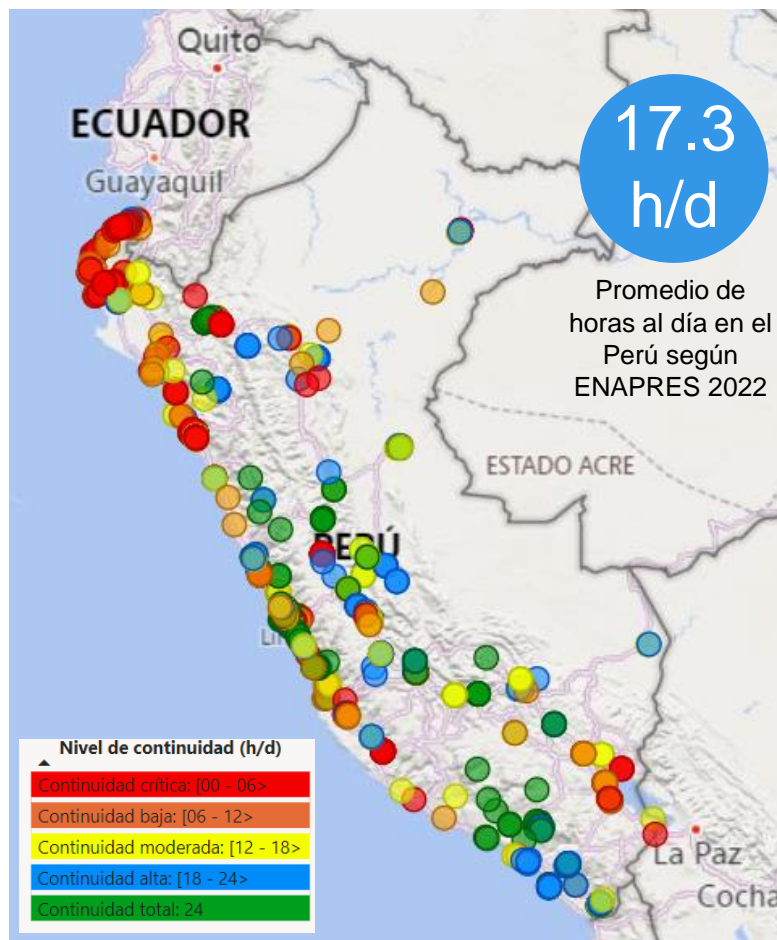 Quito
ECUADOR
Guayaquil
17.3
h/d
Promedio de
horas al día en el
Perú según
ENAPRES 2022
ESTADO ACRE
PERÚ
Nivel de continuidad (h/d)
Continuidad crítica: [00 - 06>
Continuidad baja: [06 - 12>
Continuidad moderada: [12 - 18>
Continuidad alta: [18 - 24>
Continuidad total: 24
La Paz